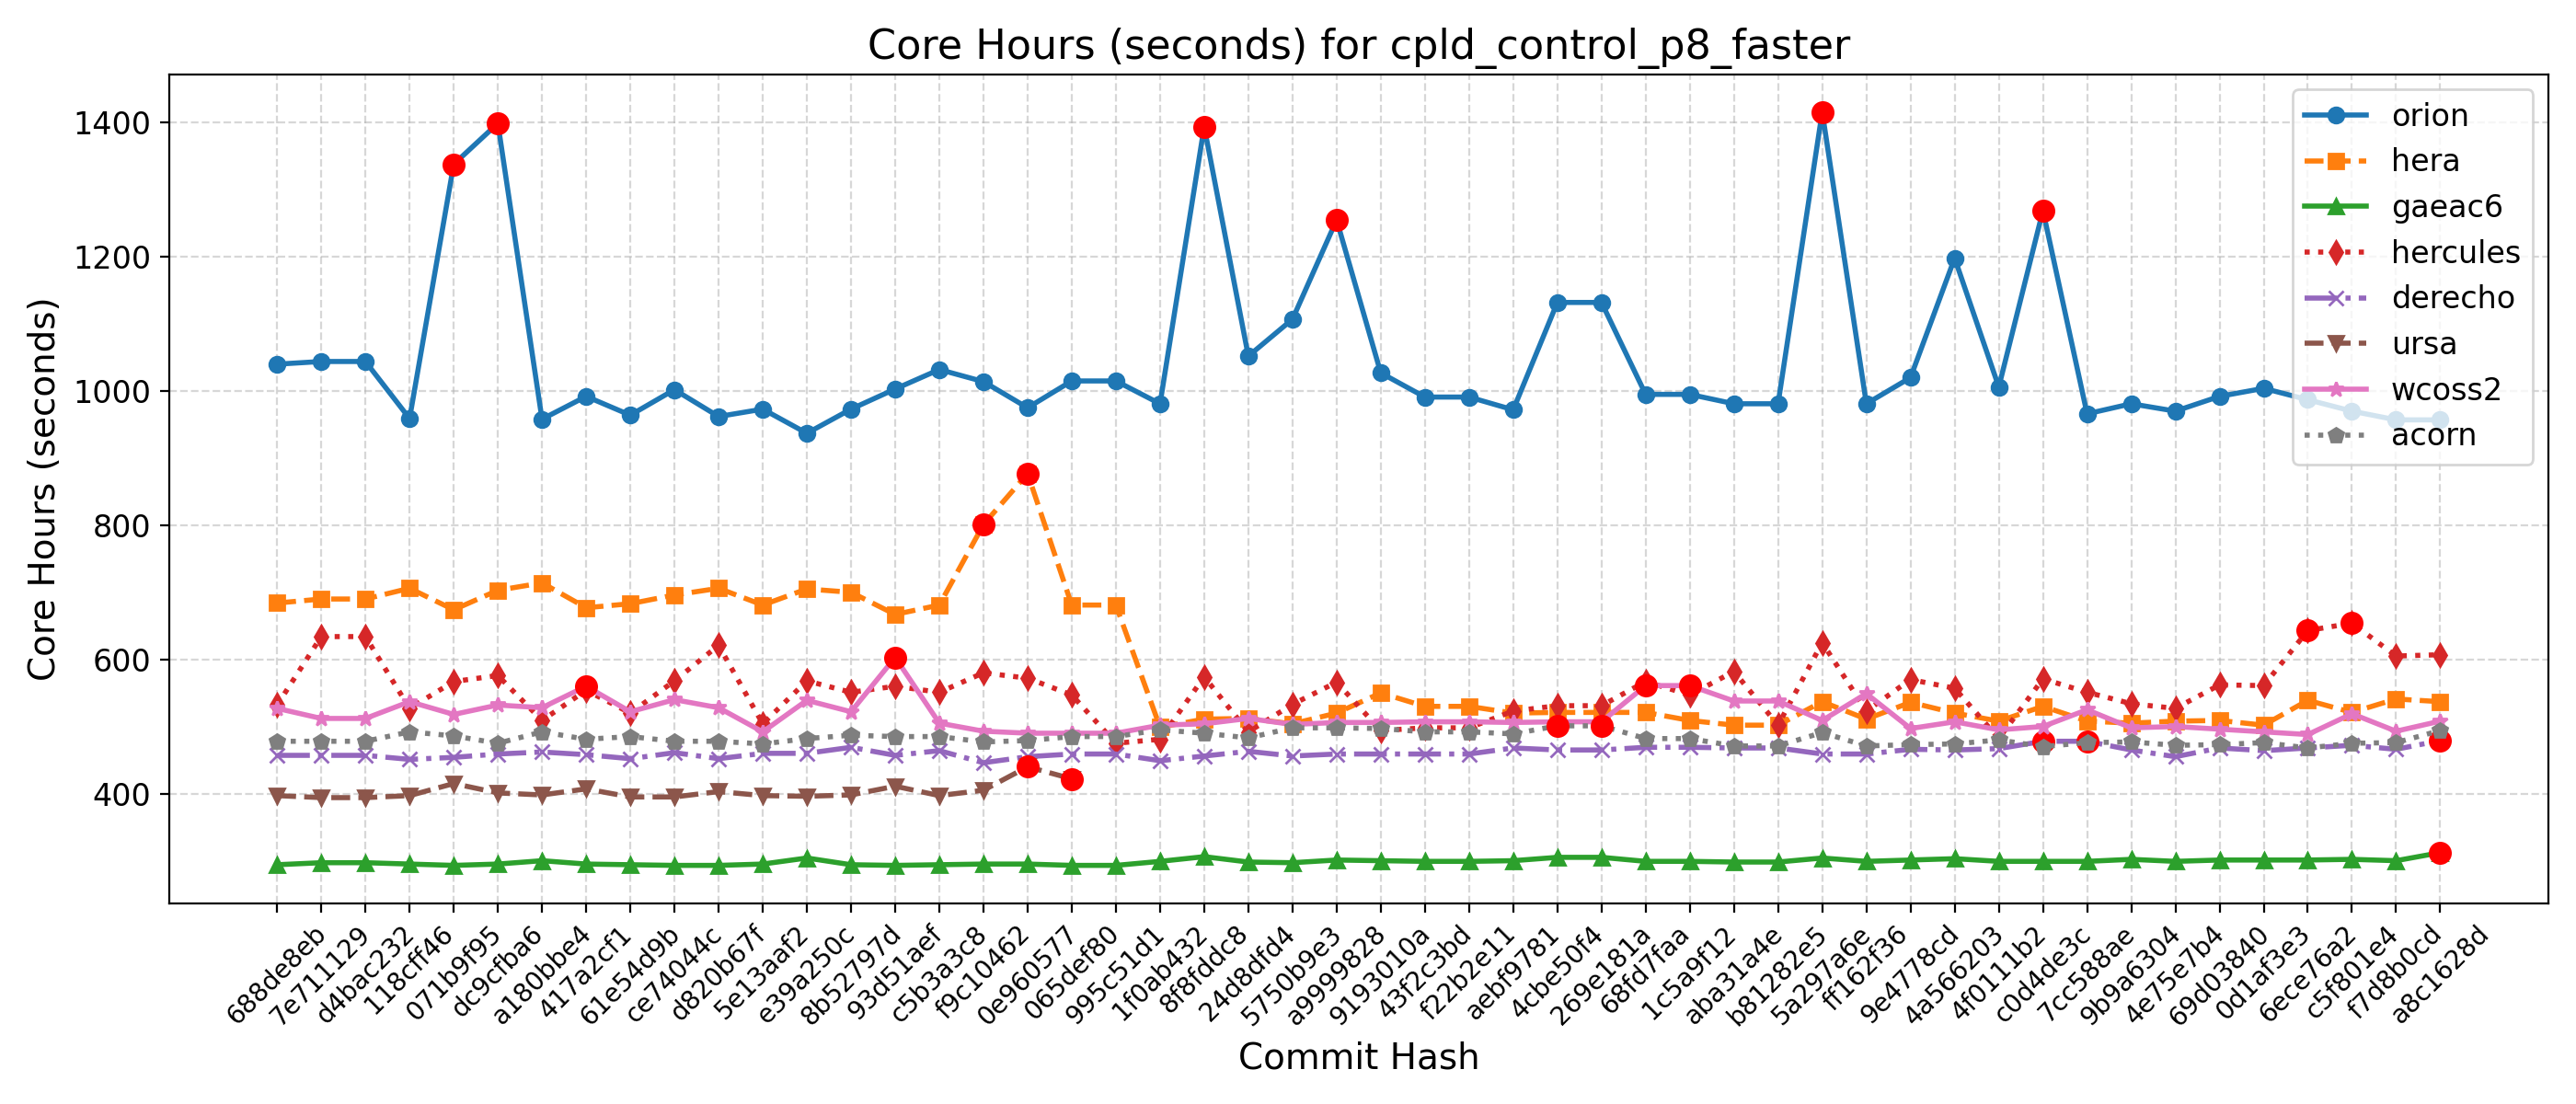 Core Hours (seconds) for cpld_control_p8_faster
Core Hours (seconds)
1400
1200
1000
800
600
400
orion
hera
gaeac6
hercules
derecho
ursa
wcoss2
acorn
688de8eb
7e711129
d4bac232
118cff46
071b9f95
dc9cfba6
a180bbe4
417a2cf1
61e54d9b
ce74044c
d820b67f
5e13aaf2
e39a250c
8b52797d
93d51aef
c5b3a3c8
f9c10462
0e960577
065def80
995c51d1
1f0ab432
8f8fddc8
24d8dfd4
5750b9e3
a9999828
9193010a
43f2c3bd
f22b2e11
aebf9781
4cbe50f4
269e181a
68fd7faa
1c5a9f12
aba31a4e
b81282e5
5a297a6e
ff162f36
9e4778cd
4a566203
4f0111b2
c0d4de3c
7cc588ae
9b9a6304
4e75e7b4
69d03840
0d1af3e3
6ece76a2
c5f801e4
f7d8b0cd
a8c1628d
Commit Hash